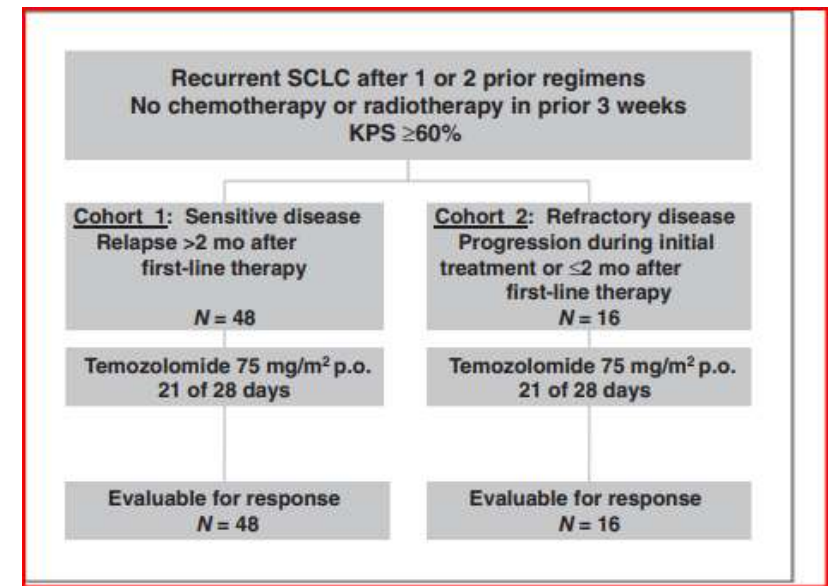 Recurrent SCLC after 1 or 2 prior regimens
No chemotherapy or radiotherapy in prior 3 weeks
KPS ≥60%
Cohort 1: Sensitive disease
Relapse >2 mo after
first-line therapy
N = 48
Cohort 2: Refractory disease
Progression during initial
treatment or ≤2 mo after
first-line therapy
N = 16
Temozolomide 75 mg/m² p.o.
21 of 28 days
Temozolomide 75 mg/m² p.o.
21 of 28 days
Evaluable for response
N = 48
Evaluable for response
N = 16